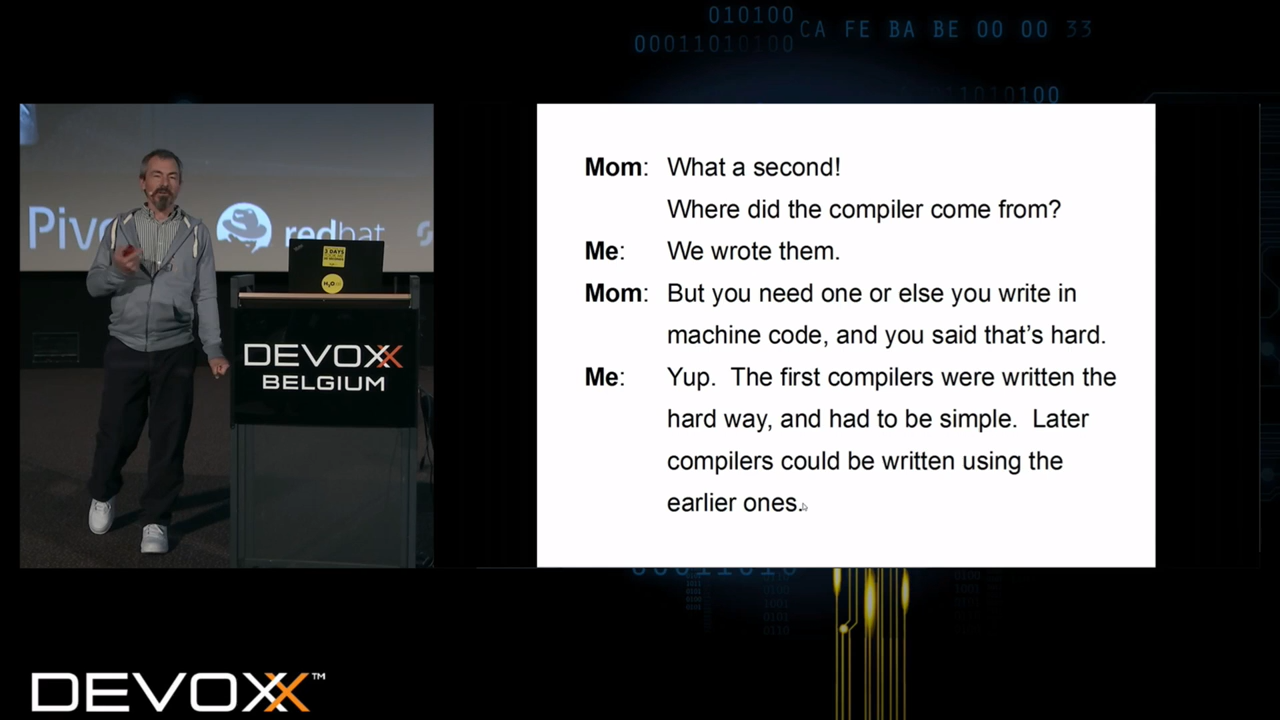 010100
00011010100
CA FE BA BE 00 00 33
11010100
Pivo
redhat
DEVOXX
BELGIUM
Mom: What a second!
Where did the compiler come from?
Me: We wrote them.
Mom: But you need one or else you write in
machine code, and you said that's hard.
Me: Yup. The first compilers were written the
hard way, and had to be simple. Later
compilers could be written using the
earlier ones.
DEVOXX™